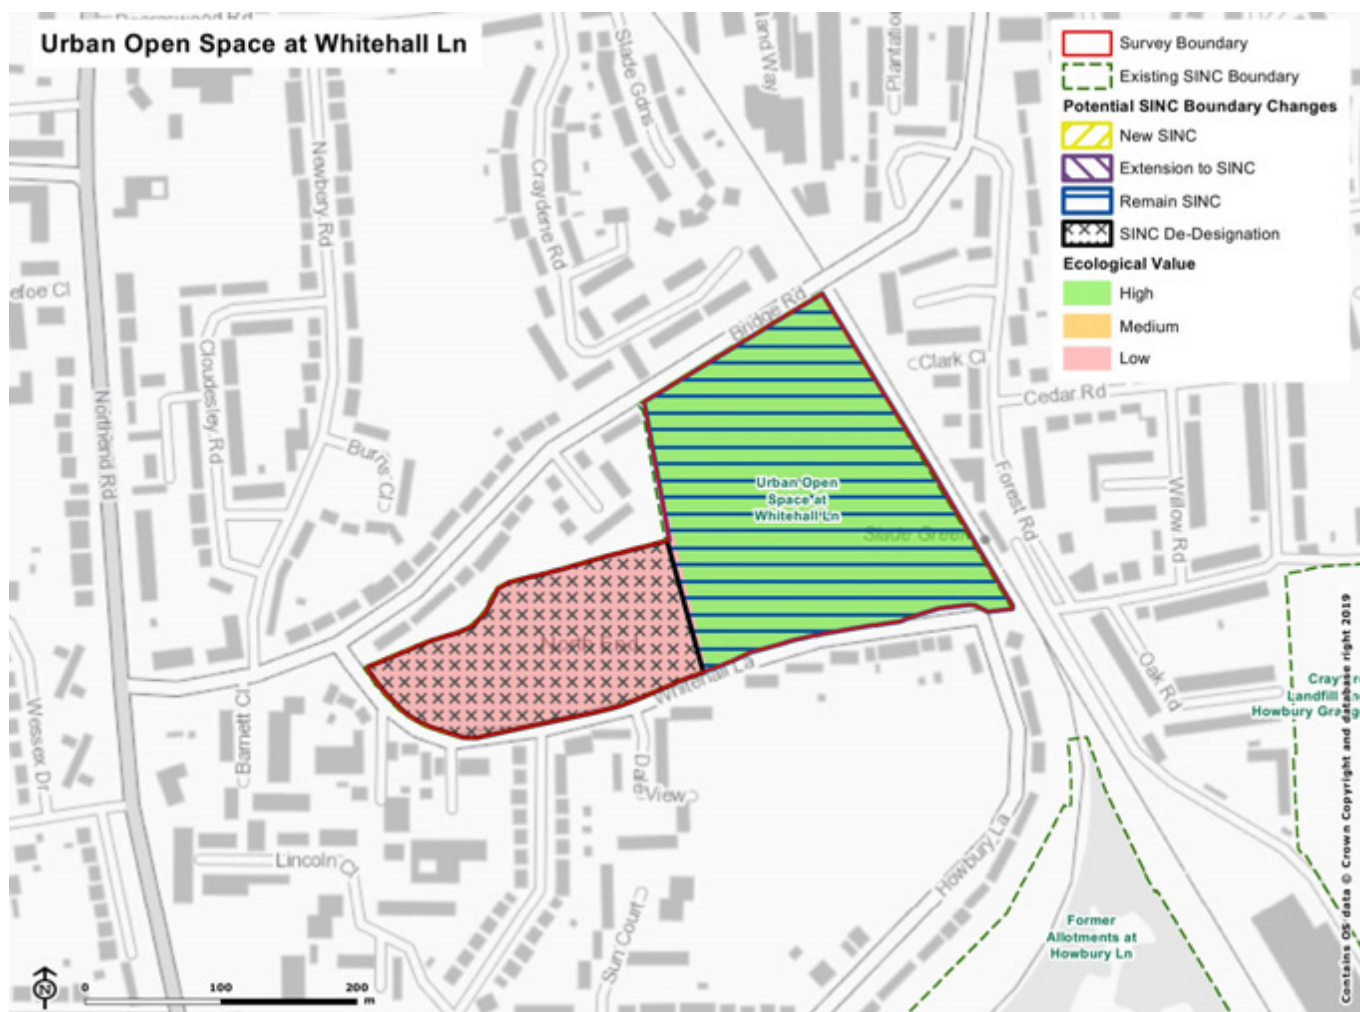 Urban Open Space at Whitehall Ln
Survey Boundary
Existing SINC Boundary
Potential SINC Boundary Changes
New SINC
Extension to SINC
Remain SINC
SINC De-Designation
Ecological Value
High
Medium
Low
Slade Gdns
Newbury Rd
Craydene Rd
Bridge Rd
Clark Cl
Cedar Rd
Cloudesley Rd
Northend Rd
Burns Cl
Forest Rd
Willow Rd
Urban Open
Space at
Whitehall Ln
Slade Green
North End
Whitehall La
Oak Rd
Wessex Dr
Barnett Cl
Dale
View
Lincoln Cl
Sun Court
Howbury La
Landfill
Former
Allotments at
Howbury Ln
N
0
100
200
m
Contains OS data © Crown Copyright and database right 2019